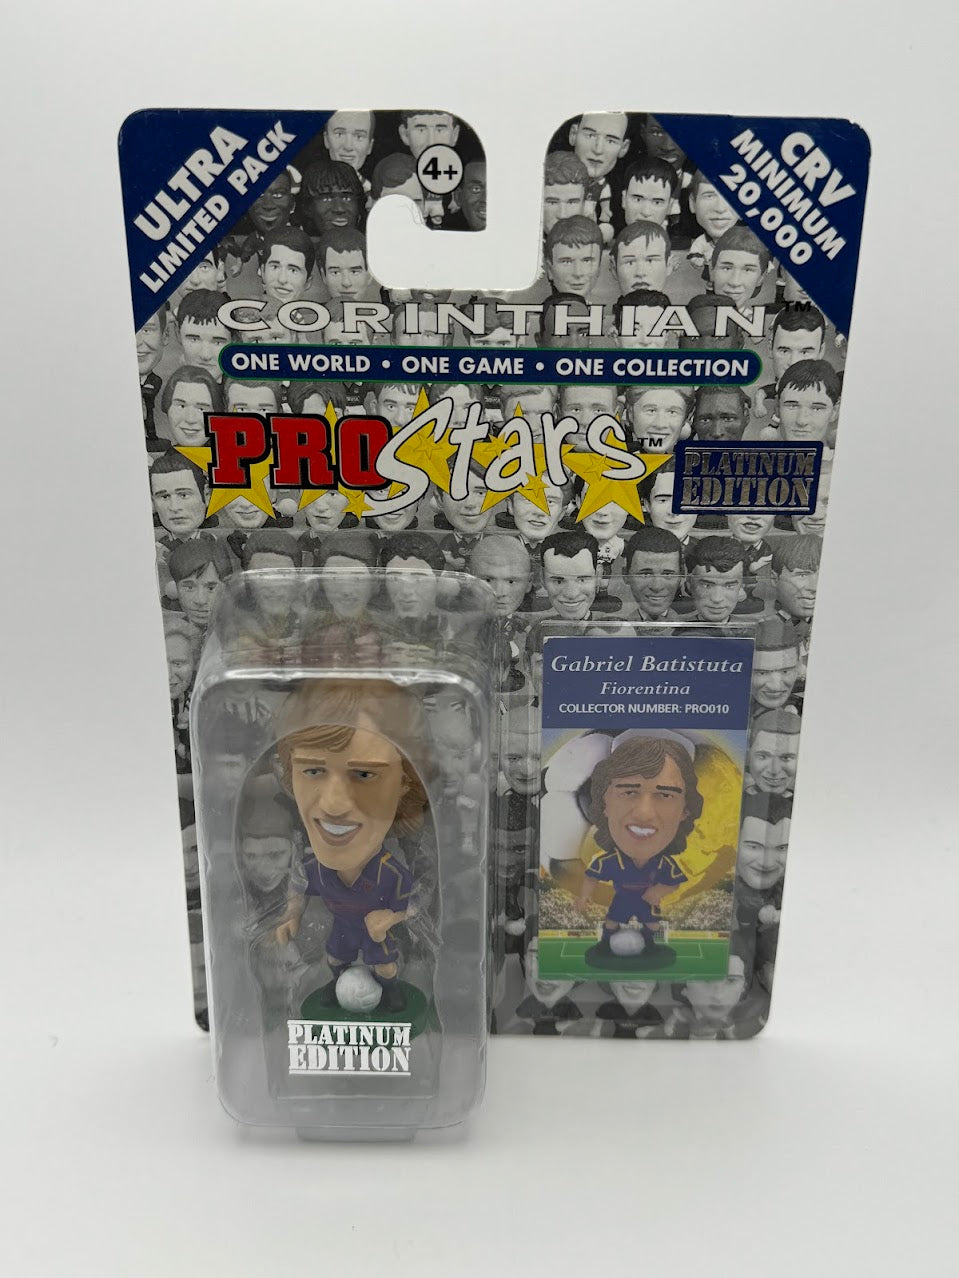 ULTRA
LIMITED PACK
4+
CRV
MINIMUM
20,000
CORINTHIAN™
ONE WORLD • ONE GAME • ONE COLLECTION
PROStars™
PLATINUM
EDITION
Gabriel Batistuta
Fiorentina
COLLECTOR NUMBER: PRO010
PLATINUM
EDITION